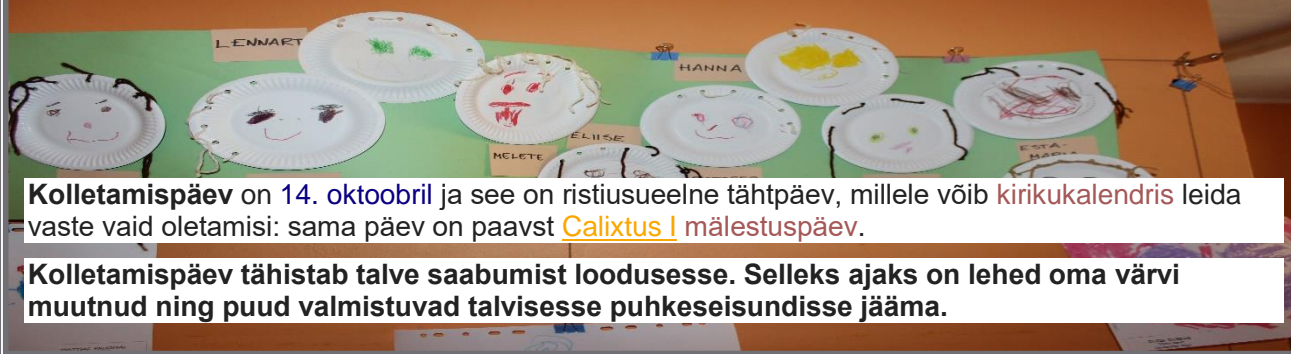 LENNART
HANNA
ELIISE
MELETE
ESTA-
MARIA
Kolletamispäev on 14. oktoobril ja see on ristiusueelne tähtpäev, millele võib kirikukalendris leida
vaste vaid oletamisi: sama päev on paavst Calixtus I mälestuspäev.
Kolletamispäev tähistab talve saabumist loodusesse. Selleks ajaks on lehed oma värvi
muutnud ning puud valmistuvad talvisesse puhkeseisundisse jääma.